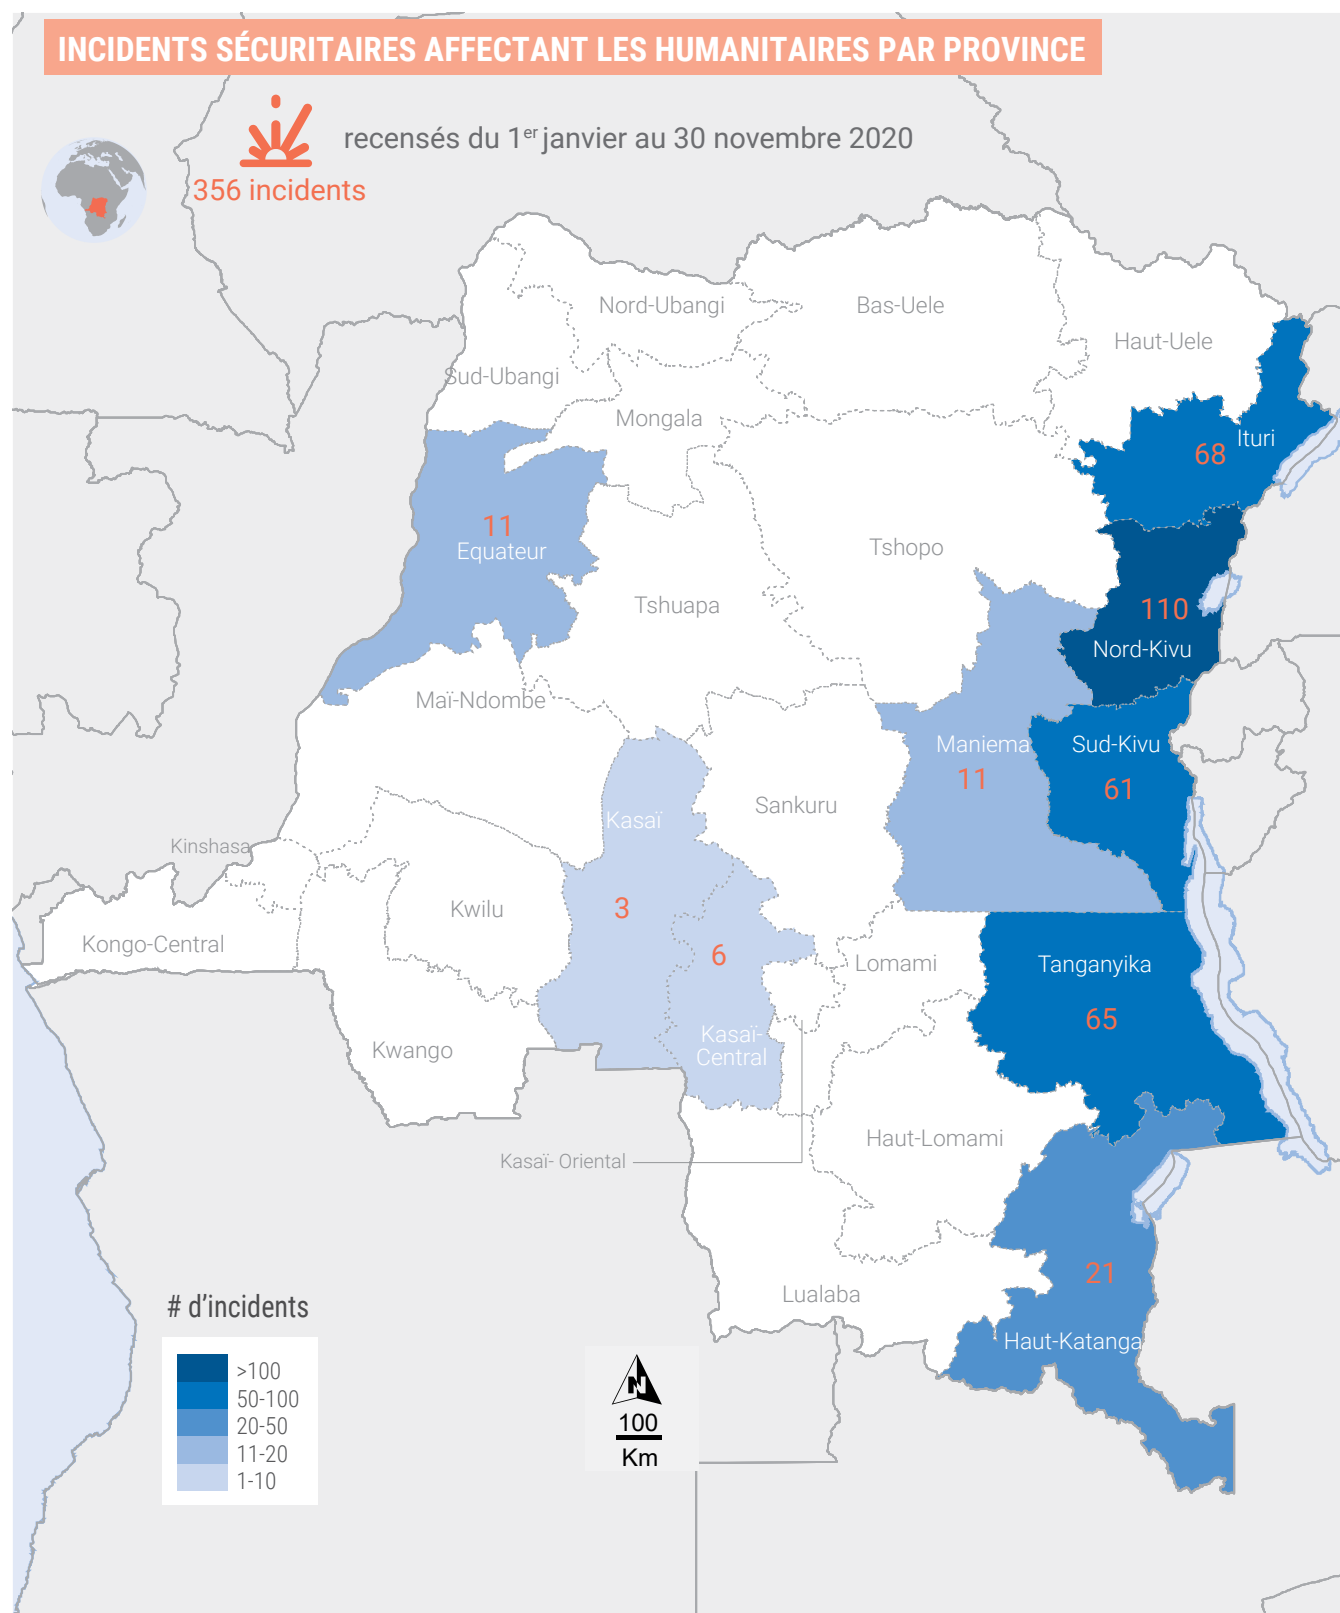 INCIDENTS SÉCURITAIRES AFFECTANT LES HUMANITAIRES PAR PROVINCE
recensés du 1er janvier au 30 novembre 2020
356 incidents
Nord-Ubangi
Bas-Uele
Haut-Uele
Sud-Ubangi
Mongala
Ituri
68
11
Equateur
Tshopo
Tshuapa
110
Nord-Kivu
Maï-Ndombe
Maniema
11
Sud-Kivu
61
Sankuru
Kasaï
3
Kinshasa
Kwilu
Kongo-Central
6
Kasaï-
Central
Lomami
Tanganyika
65
Kwango
Haut-Lomami
Kasaï- Oriental
21
Lualaba
Haut-Katanga
# d’incidents
>100
50-100
20-50
11-20
1-10
N
100
Km